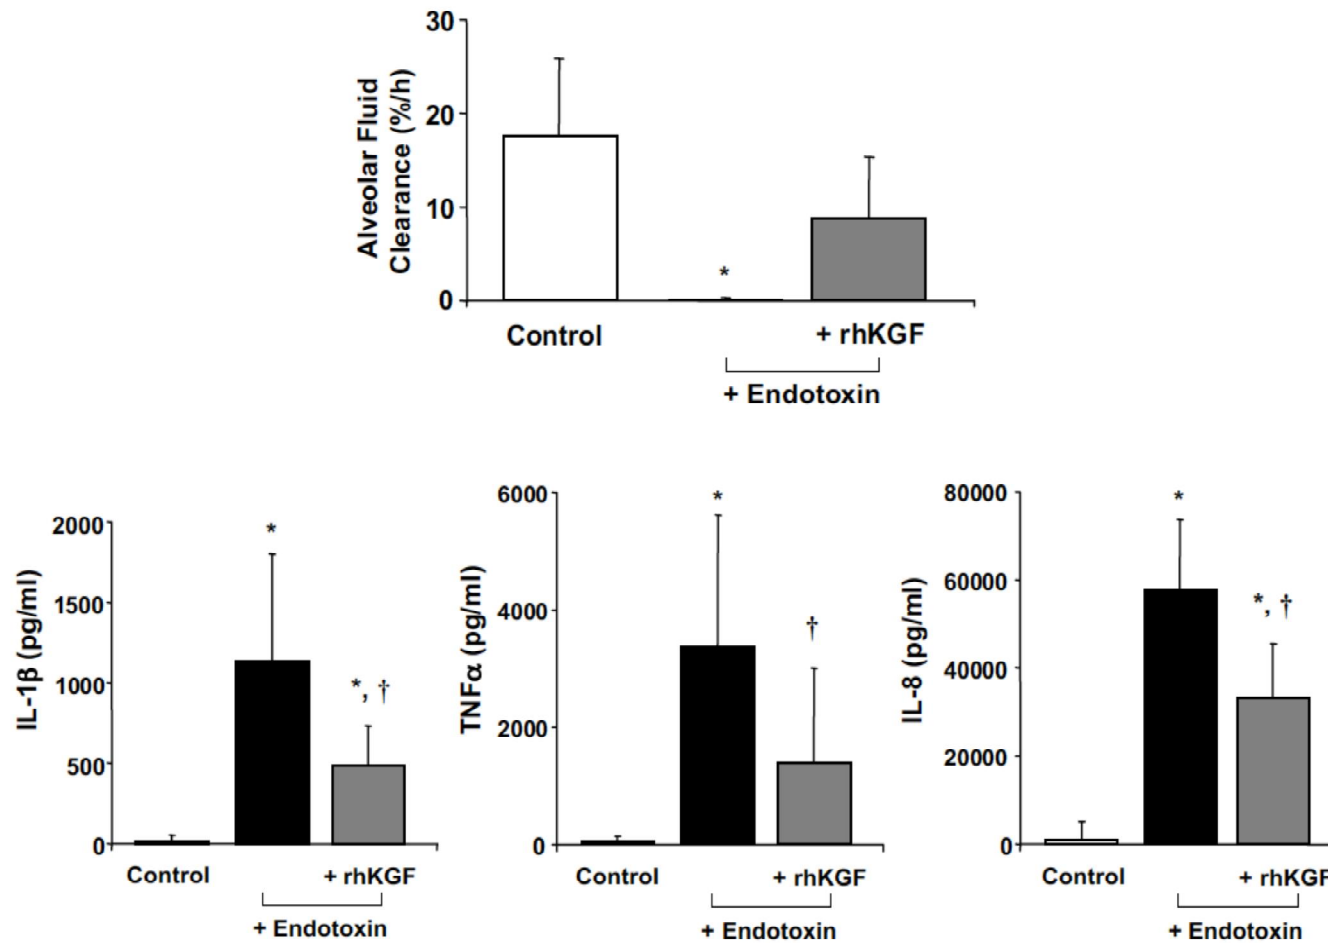 30
20
10
0
Alveolar Fluid
Clearance (%/h)
*
Control
+ rhKGF
+ Endotoxin
2000
1500
1000
500
0
IL-1β (pg/ml)
*
*, †
Control
+ rhKGF
+ Endotoxin
6000
4000
2000
0
TNFα (pg/ml)
*
†
Control
+ rhKGF
+ Endotoxin
80000
60000
40000
20000
0
IL-8 (pg/ml)
*
*, †
Control
+ rhKGF
+ Endotoxin